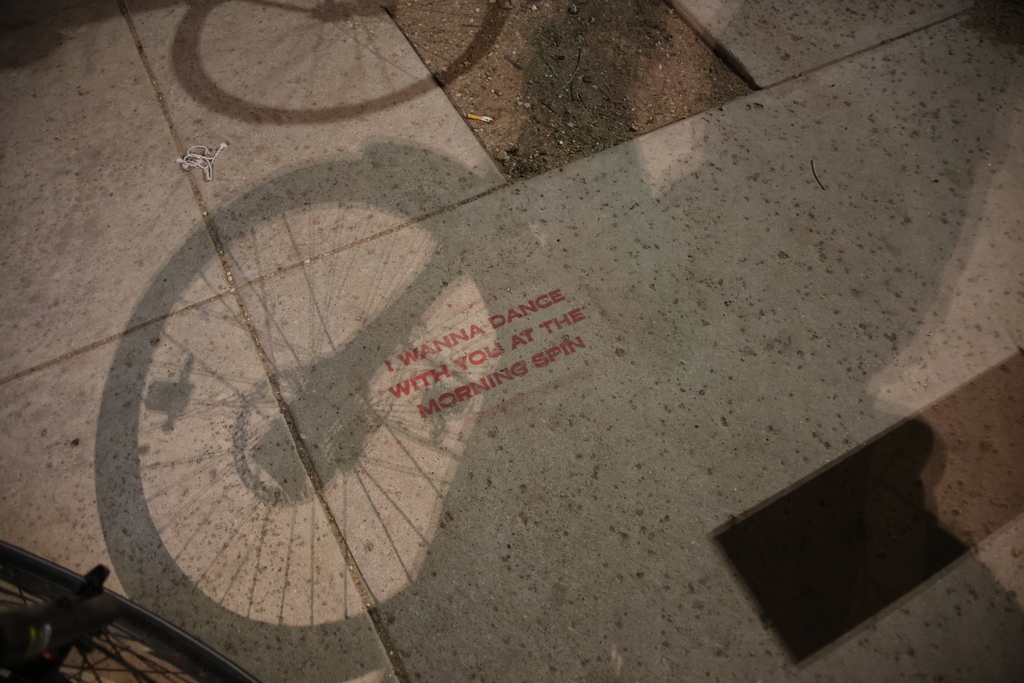 I WANNA DANCE
WITH YOU AT THE
MORNING SPIN